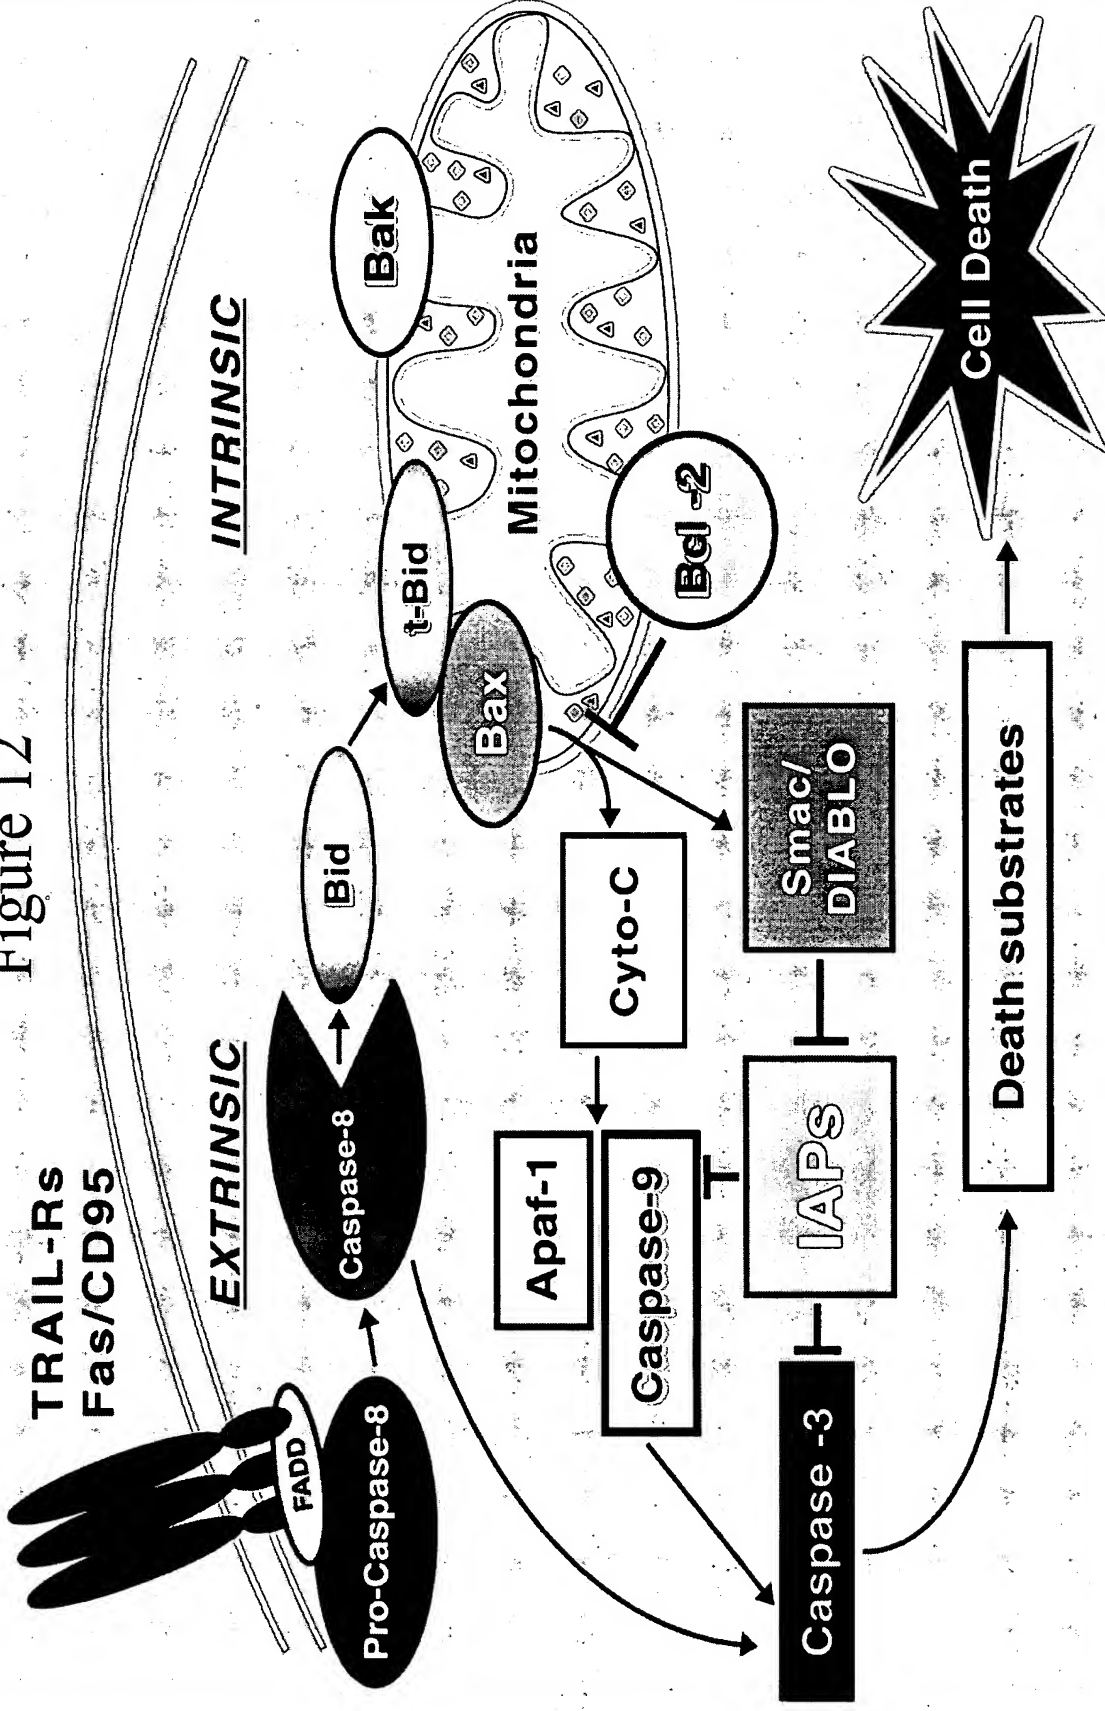 Figure 12
TRAIL-Rs
Fas/CD95
EXTRINSIC
INTRINSIC
FADD
Pro-Caspase-8
Caspase-8
Bid
t-Bid
Bak
Bax
Mitochondria
Bcl -2
Apaf-1
Caspase-9
Cyto-C
Smac/
DIABLO
IAPs
Caspase -3
Death substrates
Cell Death